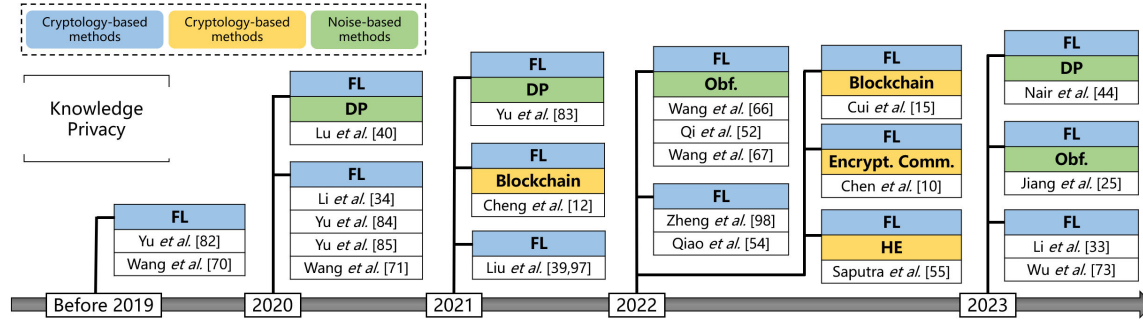 Cryptology-based
methods
Cryptology-based
methods
Noise-based
methods
Knowledge
Privacy
FL
Yu et al. [82]
Wang et al. [70]
FL
DP
Lu et al. [40]
FL
Li et al. [34]
Yu et al. [84]
Yu et al. [85]
Wang et al. [71]
FL
DP
Yu et al. [83]
FL
Blockchain
Cheng et al. [12]
FL
Liu et al. [39,97]
FL
Obf.
Wang et al. [66]
Qi et al. [52]
Wang et al. [67]
FL
Zheng et al. [98]
Qiao et al. [54]
FL
Blockchain
Cui et al. [15]
FL
Encrypt. Comm.
Chen et al. [10]
FL
HE
Saputra et al. [55]
FL
DP
Nair et al. [44]
FL
Obf.
Jiang et al. [25]
FL
Li et al. [33]
Wu et al. [73]
Before 2019
2020
2021
2022
2023